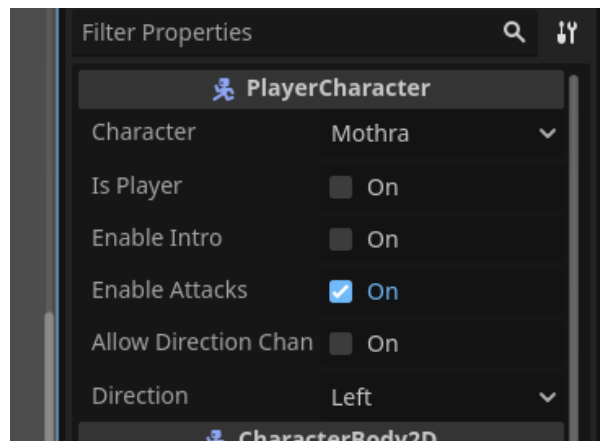 Filter Properties
PlayerCharacter
Character Mothra
Is Player On
Enable Intro On
Enable Attacks On
Allow Direction Chan On
Direction Left
CharacterBody2D